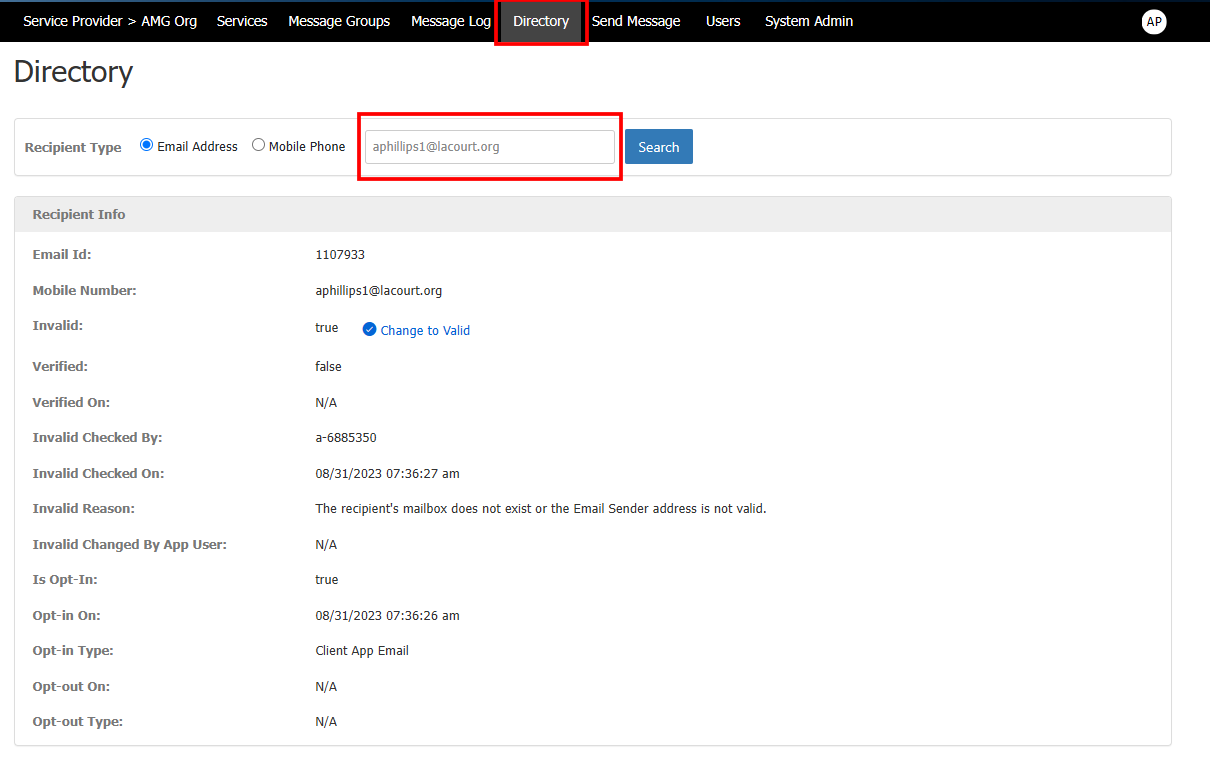 Service Provider > AMG Org Services Message Groups Message Log Directory Send Message Users System Admin AP
Directory
Recipient Type Email Address Mobile Phone aphillips1@lacourt.org Search
Recipient Info
Email Id: 1107933
Mobile Number: aphillips1@lacourt.org
Invalid: true Change to Valid
Verified: false
Verified On: N/A
Invalid Checked By: a-6885350
Invalid Checked On: 08/31/2023 07:36:27 am
Invalid Reason: The recipient's mailbox does not exist or the Email Sender address is not valid.
Invalid Changed By App User: N/A
Is Opt-In: true
Opt-in On: 08/31/2023 07:36:26 am
Opt-in Type: Client App Email
Opt-out On: N/A
Opt-out Type: N/A